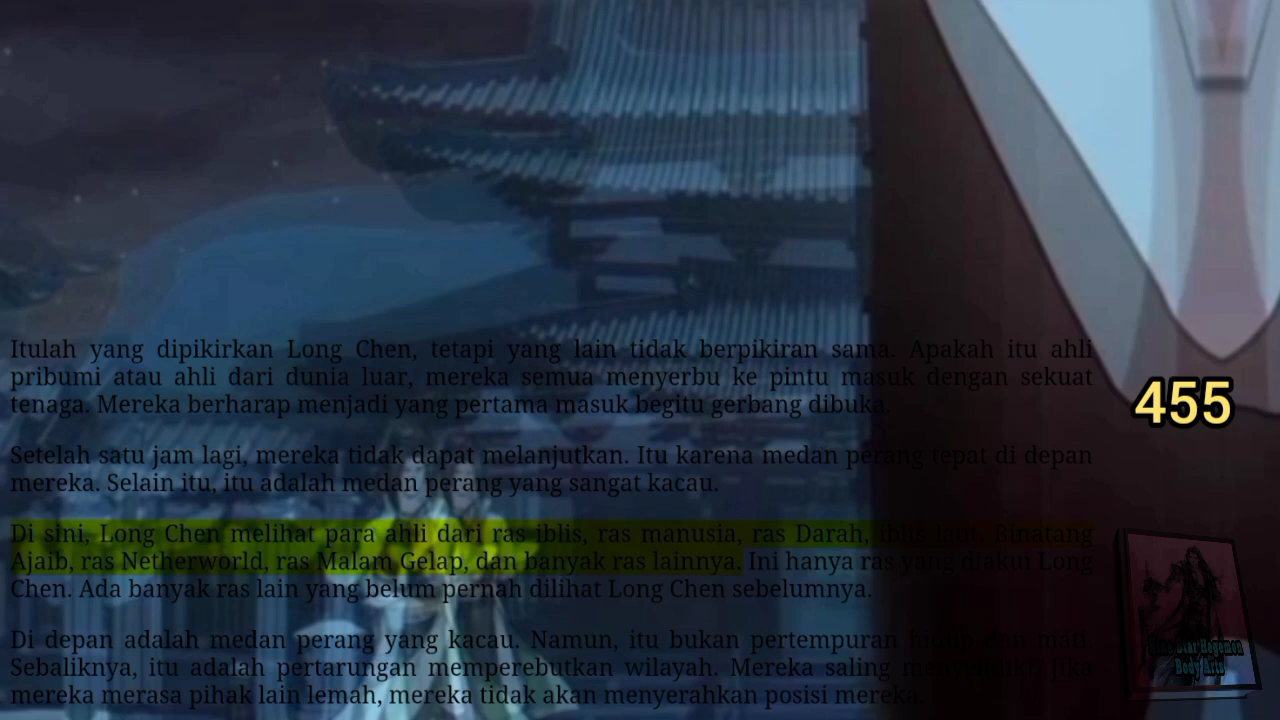 Itulah yang dipikirkan Long Chen, tetapi yang lain tidak berpikiran sama. Apakah itu ahli
pribumi atau ahli dari dunia luar, mereka semua menyerbu ke pintu masuk dengan sekuat
tenaga. Mereka berharap menjadi yang pertama masuk begitu gerbang dibuka.
Setelah satu jam lagi, mereka tidak dapat melanjutkan. Itu karena medan perang tepat di depan
mereka. Selain itu, itu adalah medan perang yang sangat kacau.
455
Di sini, Long Chen melihat para ahli dari ras iblis, ras manusia, ras Darah, iblis laut, Binatang
Ajaib, ras Netherworld, ras Malam Gelap, dan banyak ras lainnya. Ini hanya ras yang diakui Long
Chen. Ada banyak ras lain yang belum pernah dilihat Long Chen sebelumnya.
Di depan adalah medan perang yang kacau. Namun, itu bukan pertempuran hidup dan mati.
Sebaliknya, itu adalah pertarungan memperebutkan wilayah. Mereka saling menyelidiki. Jika
mereka merasa pihak lain lemah, mereka tidak akan menyerahkan posisi mereka.
Nine Star Hegemon
Body Arts